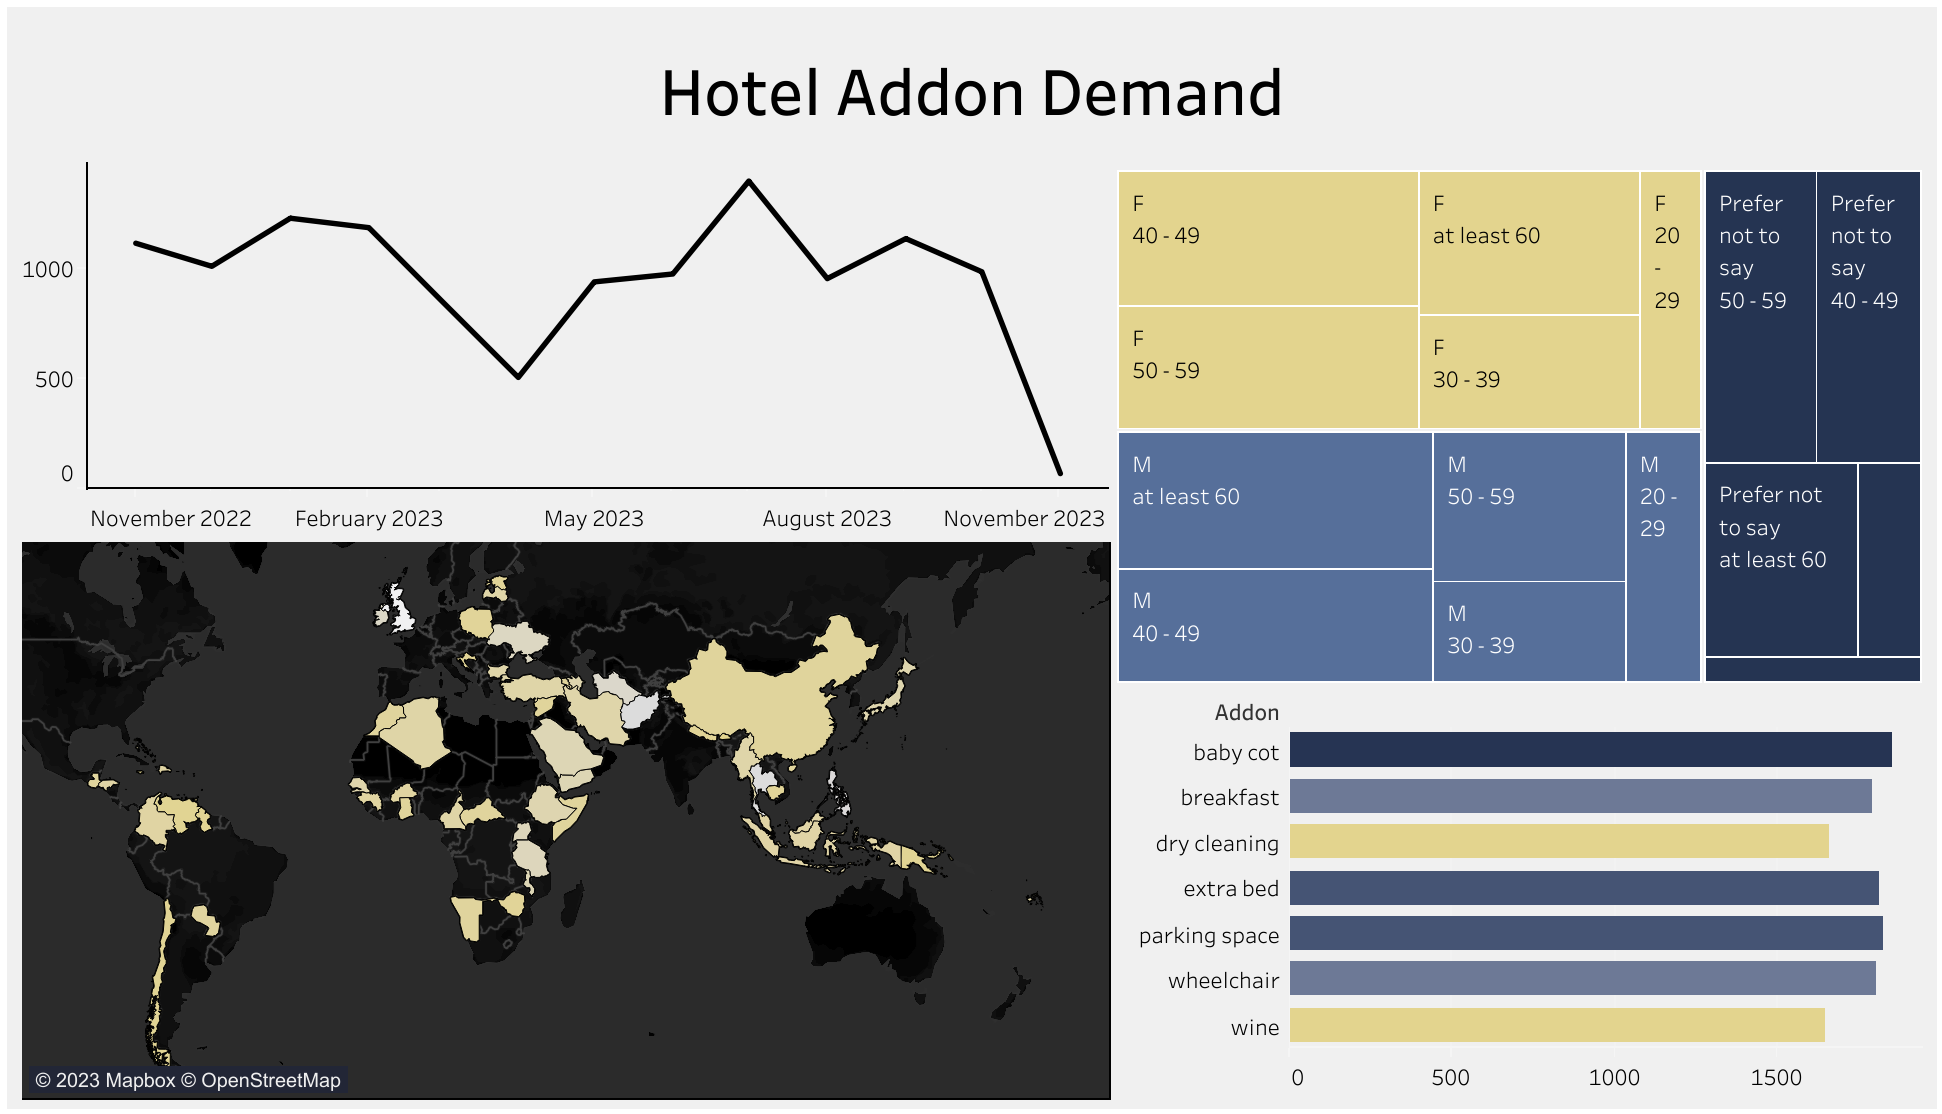 Hotel Addon Demand
1000
500
0
November 2022
February 2023
May 2023
August 2023
November 2023
F
40 - 49
F
at least 60
F
20
-
29
F
50 - 59
F
30 - 39
Prefer
not to
say
50 - 59
Prefer
not to
say
40 - 49
M
at least 60
M
50 - 59
M
20 -
29
M
40 - 49
M
30 - 39
Prefer not
to say
at least 60
© 2023 Mapbox © OpenStreetMap
Addon
baby cot
breakfast
dry cleaning
extra bed
parking space
wheelchair
wine
0
500
1000
1500